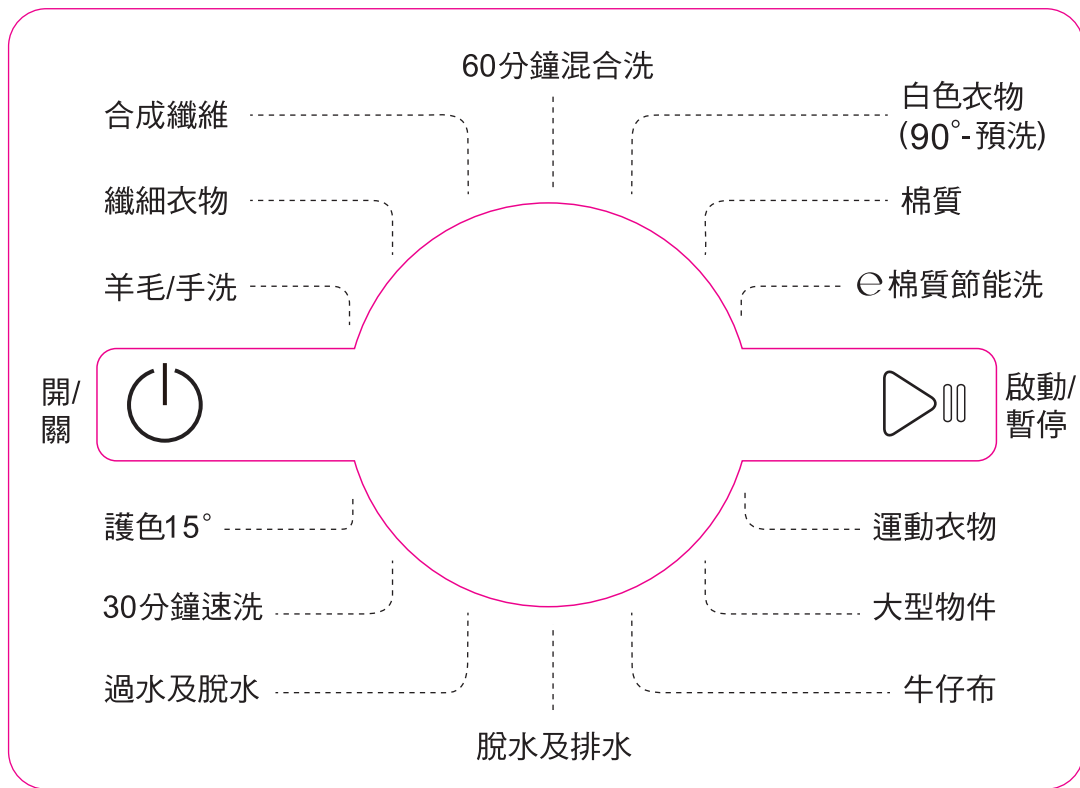 60分鐘混合洗
白色衣物
(90°-預洗)
合成纖維
纖細衣物
棉質
羊毛/手洗
℮棉質節能洗
開/
關
啟動/
暫停
護色15°
運動衣物
30分鐘速洗
大型物件
過水及脫水
牛仔布
脫水及排水